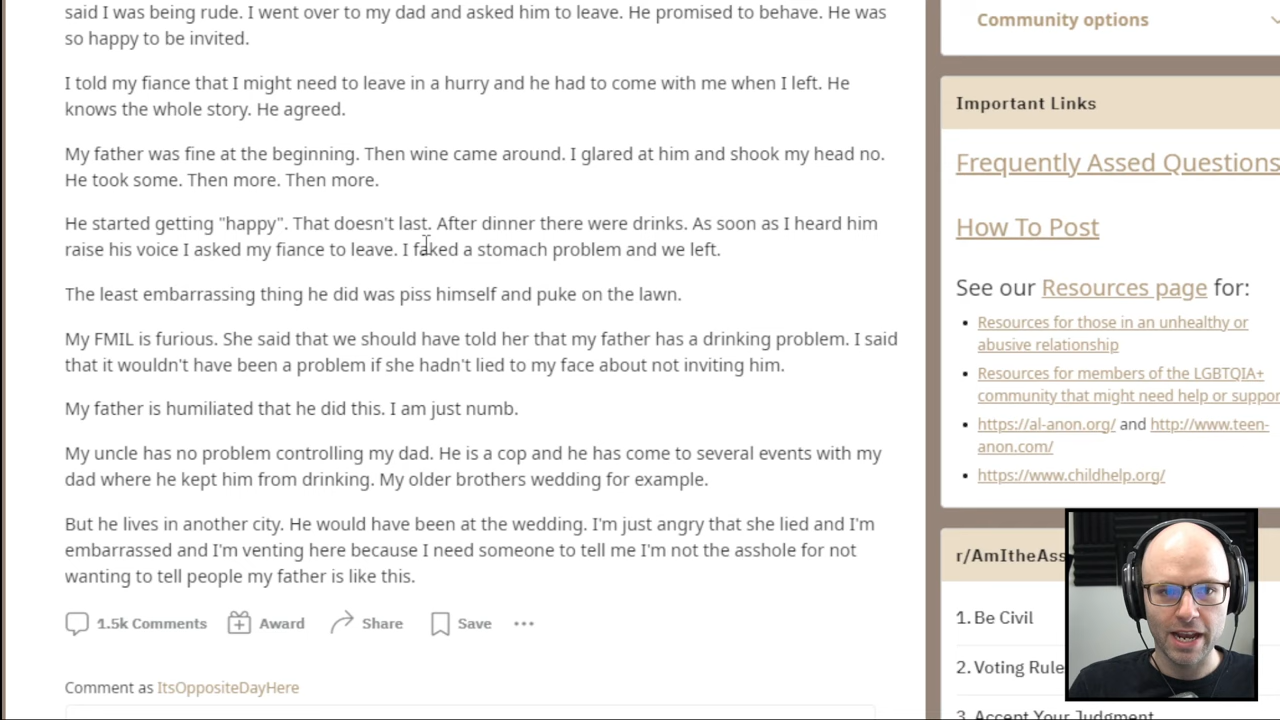 said I was being rude. I went over to my dad and asked him to leave. He promised to behave. He was
so happy to be invited.
I told my fiance that I might need to leave in a hurry and he had to come with me when I left. He
knows the whole story. He agreed.
My father was fine at the beginning. Then wine came around. I glared at him and shook my head no.
He took some. Then more. Then more.
He started getting "happy". That doesn't last. After dinner there were drinks. As soon as I heard him
raise his voice I asked my fiance to leave. I faked a stomach problem and we left.
The least embarrassing thing he did was piss himself and puke on the lawn.
My FMIL is furious. She said that we should have told her that my father has a drinking problem. I said
that it wouldn't have been a problem if she hadn't lied to my face about not inviting him.
My father is humiliated that he did this. I am just numb.
My uncle has no problem controlling my dad. He is a cop and he has come to several events with my
dad where he kept him from drinking. My older brothers wedding for example.
But he lives in another city. He would have been at the wedding. I'm just angry that she lied and I'm
embarrassed and I'm venting here because I need someone to tell me I'm not the asshole for not
wanting to tell people my father is like this.
1.5k Comments Award Share Save
Comment as ItsOppositeDayHere
Community options
Important Links
Frequently Assed Questions
How To Post
See our Resources page for:
Resources for those in an unhealthy or
abusive relationship
Resources for members of the LGBTQIA+
community that might need help or suppor
https://al-anon.org/ and http://www.teen-
anon.com/
https://www.childhelp.org/
r/AmItheAss
1. Be Civil
2. Voting Rule
3. Accept Your Judgment